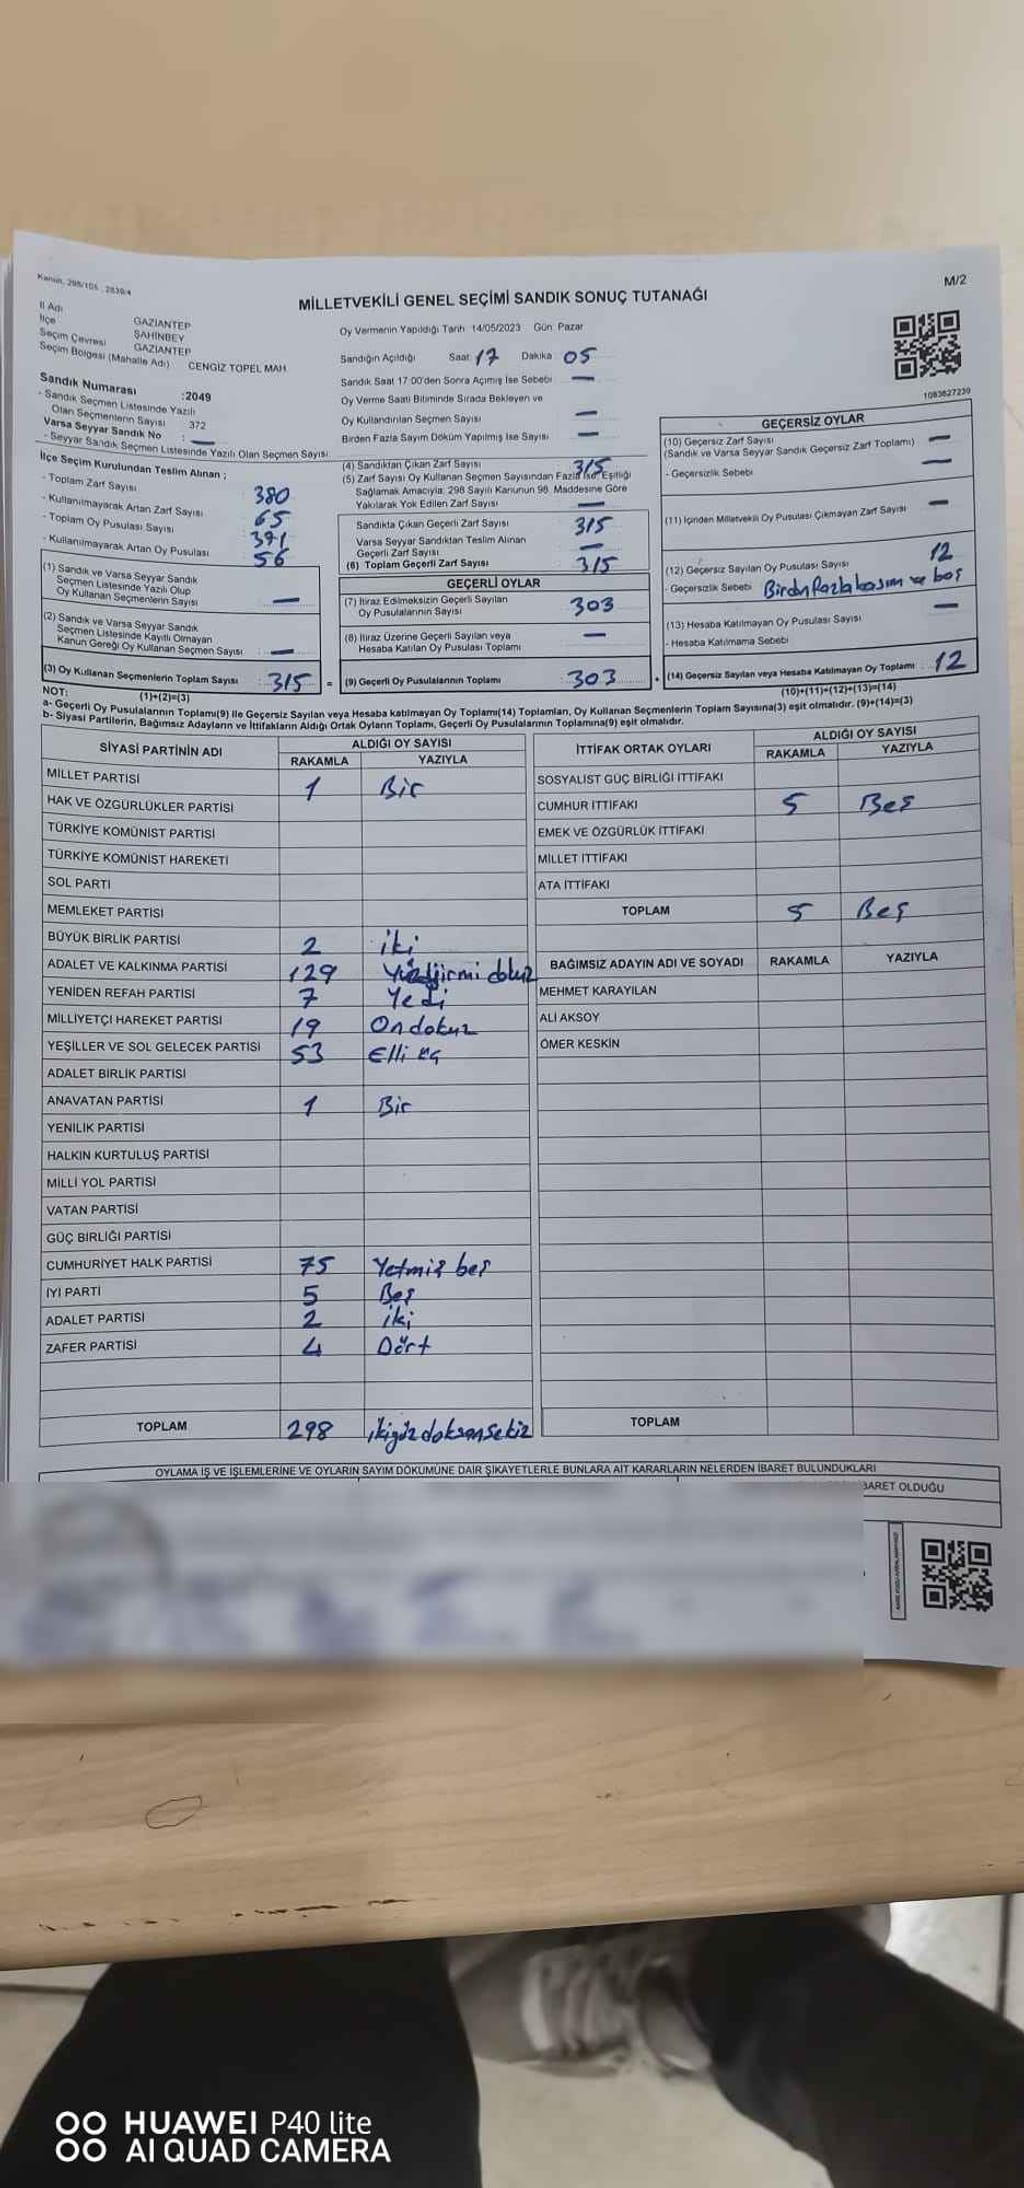 Kanun, 298/105 , 2839/4
M/2
MİLLETVEKİLİ GENEL SEÇİMİ SANDIK SONUÇ TUTANAĞI
İl Adı GAZİANTEP
İlçe ŞAHİNBEY
Seçim Çevresi GAZİANTEP
Seçim Bölgesi (Mahalle Adı) CENGİZ TOPEL MAH.
Sandık Numarası :2049
- Sandık Seçmen Listesinde Yazılı
Olan Seçmenlerin Sayısı 372
Varsa Seyyar Sandık No : —
- Seyyar Sandık Seçmen Listesinde Yazılı Olan Seçmen Sayısı
İlçe Seçim Kurulundan Teslim Alınan ;
- Toplam Zarf Sayısı 380
- Kullanılmayarak Artan Zarf Sayısı 65
- Toplam Oy Pusulası Sayısı 371
- Kullanılmayarak Artan Oy Pusulası 56
(1) Sandık ve Varsa Seyyar Sandık
Seçmen Listesinde Yazılı Olup
Oy Kullanan Seçmenlerin Sayısı —
(2) Sandık ve Varsa Seyyar Sandık
Seçmen Listesinde Kayıtlı Olmayan
Kanun Gereği Oy Kullanan Seçmen Sayısı : —
(3) Oy Kullanan Seçmenlerin Toplam Sayısı : 315 =
(1)+(2)=(3)
Oy Vermenin Yapıldığı Tarih 14/05/2023 Gün Pazar
Sandığın Açıldığı Saat 17 Dakika 05
Sandık Saat 17:00'den Sonra Açımış İse Sebebi —
Oy Verme Saati Bitiminde Sırada Bekleyen ve
Oy Kullandırılan Seçmen Sayısı —
Birden Fazla Sayım Döküm Yapılmış İse Sayısı —
(4) Sandıktan Çıkan Zarf Sayısı 315
(5) Zarf Sayısı Oy Kullanan Seçmen Sayısından Fazla İse, Eşitliği
Sağlamak Amacıyla; 298 Sayılı Kanunun 98. Maddesine Göre
Yakılarak Yok Edilen Zarf Sayısı —
Sandıkta Çıkan Geçerli Zarf Sayısı 315
Varsa Seyyar Sandıktan Teslim Alınan
Geçerli Zarf Sayısı —
(6) Toplam Geçerli Zarf Sayısı 315
GEÇERLİ OYLAR
(7) İtiraz Edilmeksizin Geçerli Sayılan
Oy Pusulalarının Sayısı 303
(8) İtiraz Üzerine Geçerli Sayılan veya
Hesaba Katılan Oy Pusulası Toplamı —
(9) Geçerli Oy Pusulalarının Toplamı 303 +
1083627239
GEÇERSİZ OYLAR
(10) Geçersiz Zarf Sayısı —
(Sandık ve Varsa Seyyar Sandık Geçersiz Zarf Toplamı)
- Geçersizlik Sebebi —
(11) İçinden Milletvekili Oy Pusulası Çıkmayan Zarf Sayısı —
(12) Geçersiz Sayılan Oy Pusulası Sayısı 12
- Geçersizlik Sebebi Birden fazla basım ve boş
(13) Hesaba Katılmayan Oy Pusulası Sayısı —
- Hesaba Katılmama Sebebi
(14) Geçersiz Sayılan veya Hesaba Katılmayan Oy Toplamı 12
(10)+(11)+(12)+(13)=(14)
NOT:
a- Geçerli Oy Pusulalarının Toplamı(9) ile Geçersiz Sayılan veya Hesaba katılmayan Oy Toplamı(14) Toplamları, Oy Kullanan Seçmenlerin Toplam Sayısına(3) eşit olmalıdır. (9)+(14)=(3)
b- Siyasi Partilerin, Bağımsız Adayların ve İttifakların Aldığı Ortak Oyların Toplamı, Geçerli Oy Pusulalarının Toplamına(9) eşit olmalıdır.
SİYASİ PARTİNİN ADI ALDIĞI OY SAYISI
RAKAMLA YAZIYLA
MİLLET PARTİSİ 1 Bir
HAK VE ÖZGÜRLÜKLER PARTİSİ
TÜRKİYE KOMÜNİST PARTİSİ
TÜRKİYE KOMÜNİST HAREKETİ
SOL PARTİ
MEMLEKET PARTİSİ
BÜYÜK BİRLİK PARTİSİ 2 iki
ADALET VE KALKINMA PARTİSİ 129 Yüzyirmi dokuz
YENİDEN REFAH PARTİSİ 7 Yedi
MİLLİYETÇİ HAREKET PARTİSİ 19 Ondokuz
YEŞİLLER VE SOL GELECEK PARTİSİ 53 Elli üç
ADALET BİRLİK PARTİSİ
ANAVATAN PARTİSİ 1 Bir
YENİLİK PARTİSİ
HALKIN KURTULUŞ PARTİSİ
MİLLİ YOL PARTİSİ
VATAN PARTİSİ
GÜÇ BİRLİĞİ PARTİSİ
CUMHURİYET HALK PARTİSİ 75 Yetmiş beş
İYİ PARTİ 5 Beş
ADALET PARTİSİ 2 iki
ZAFER PARTİSİ 4 Dört
TOPLAM 298 ikiyüzdoksansekiz
İTTİFAK ORTAK OYLARI ALDIĞI OY SAYISI
RAKAMLA YAZIYLA
SOSYALİST GÜÇ BİRLİĞİ İTTİFAKI
CUMHUR İTTİFAKI 5 Beş
EMEK VE ÖZGÜRLÜK İTTİFAKI
MİLLET İTTİFAKI
ATA İTTİFAKI
TOPLAM 5 Beş
BAĞIMSIZ ADAYIN ADI VE SOYADI RAKAMLA YAZIYLA
MEHMET KARAYILAN
ALİ AKSOY
ÖMER KESKİN
TOPLAM
OYLAMA İŞ VE İŞLEMLERİNE VE OYLARIN SAYIM DÖKÜMÜNE DAİR ŞİKAYETLERLE BUNLARA AİT KARARLARIN NELERDEN İBARET BULUNDUKLARI
BARET OLDUĞU
HUAWEI P40 lite
AI QUAD CAMERA